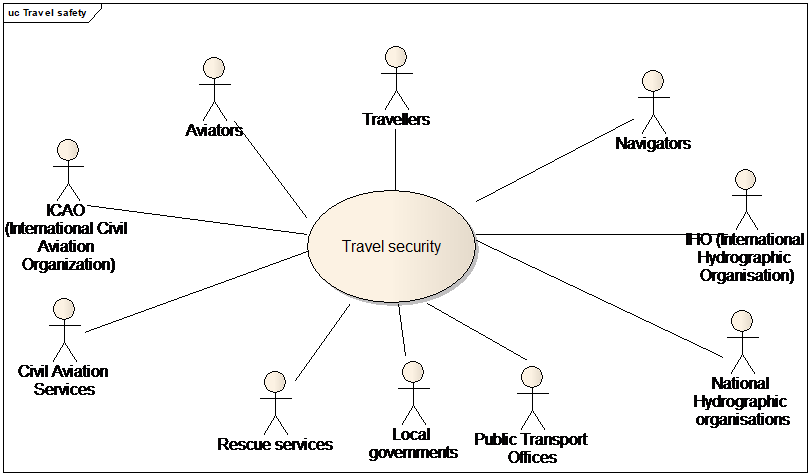 uc Travel safety
Aviators
Travellers
Navigators
ICAO
(International Civil
Aviation
Organization)
Travel security
IHO (International
Hydrographic
Organisation)
Civil Aviation
Services
Rescue services
Local
governments
Public Transport
Offices
National
Hydrographic
organisations